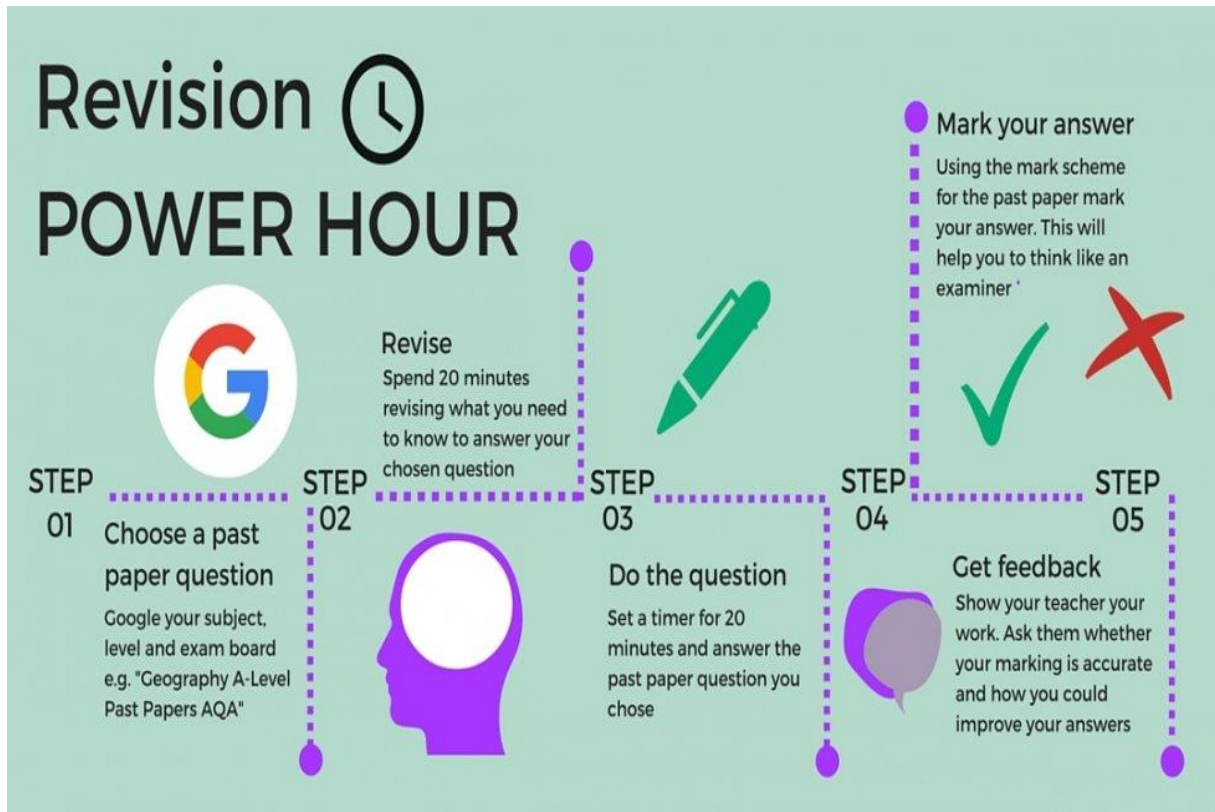 Revision
POWER HOUR
STEP
01
Choose a past
paper question
Google your subject,
level and exam board
e.g. "Geography A-Level
Past Papers AQA"
STEP
02
Revise
Spend 20 minutes
revising what you need
to know to answer your
chosen question
STEP
03
Do the question
Set a timer for 20
minutes and answer the
past paper question you
chose
STEP
04
Mark your answer
Using the mark scheme
for the past paper mark
your answer. This will
help you to think like an
examiner
STEP
05
Get feedback
Show your teacher your
work. Ask them whether
your marking is accurate
and how you could
improve your answers